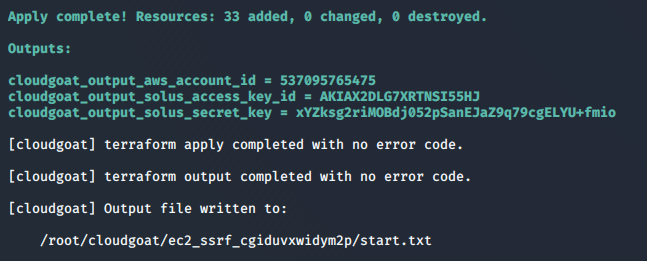 Apply complete! Resources: 33 added, 0 changed, 0 destroyed.
Outputs:
cloudgoat_output_aws_account_id = 537095765475
cloudgoat_output_solus_access_key_id = AKIAX2DLG7XRTNSI55HJ
cloudgoat_output_solus_secret_key = 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
[cloudgoat] terraform apply completed with no error code.
[cloudgoat] terraform output completed with no error code.
[cloudgoat] Output file written to:
/root/cloudgoat/ec2_ssrf_cgiduvxwidym2p/start.txt